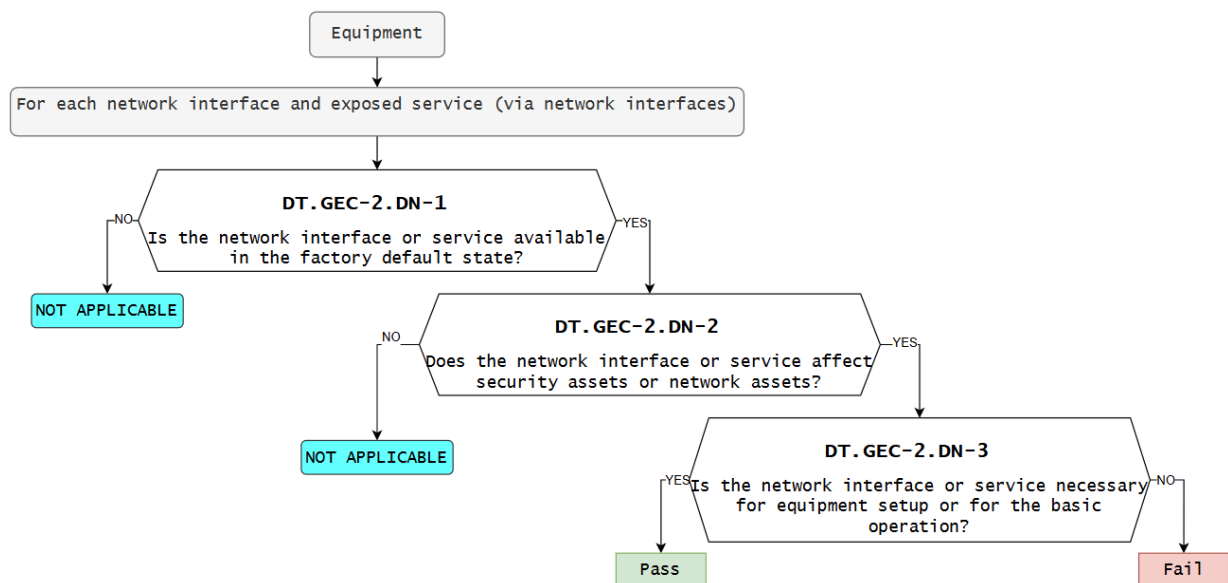 Equipment
For each network interface and exposed service (via network interfaces)
DT.GEC-2.DN-1
NO
YES
Is the network interface or service available
in the factory default state?
NOT APPLICABLE
DT.GEC-2.DN-2
NO
YES
Does the network interface or service affect
security assets or network assets?
NOT APPLICABLE
DT.GEC-2.DN-3
YES
NO
Is the network interface or service necessary
for equipment setup or for the basic
operation?
Pass
Fail